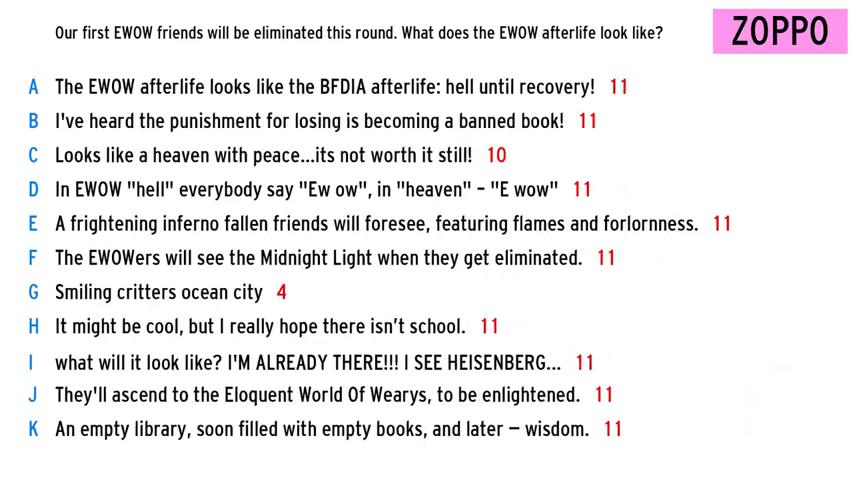 Our first EWOW friends will be eliminated this round. What does the EWOW afterlife look like?
ZOPPO
A The EWOW afterlife looks like the BFDIA afterlife: hell until recovery! 11
B I've heard the punishment for losing is becoming a banned book! 11
C Looks like a heaven with peace...its not worth it still! 10
D In EWOW "hell" everybody say "Ew ow", in "heaven" - "E wow" 11
E A frightening inferno fallen friends will foresee, featuring flames and forlornness. 11
F The EWOWers will see the Midnight Light when they get eliminated. 11
G Smiling critters ocean city 4
H It might be cool, but I really hope there isn’t school. 11
I what will it look like? I'M ALREADY THERE!!! I SEE HEISENBERG... 11
J They'll ascend to the Eloquent World Of Wearys, to be enlightened. 11
K An empty library, soon filled with empty books, and later — wisdom. 11